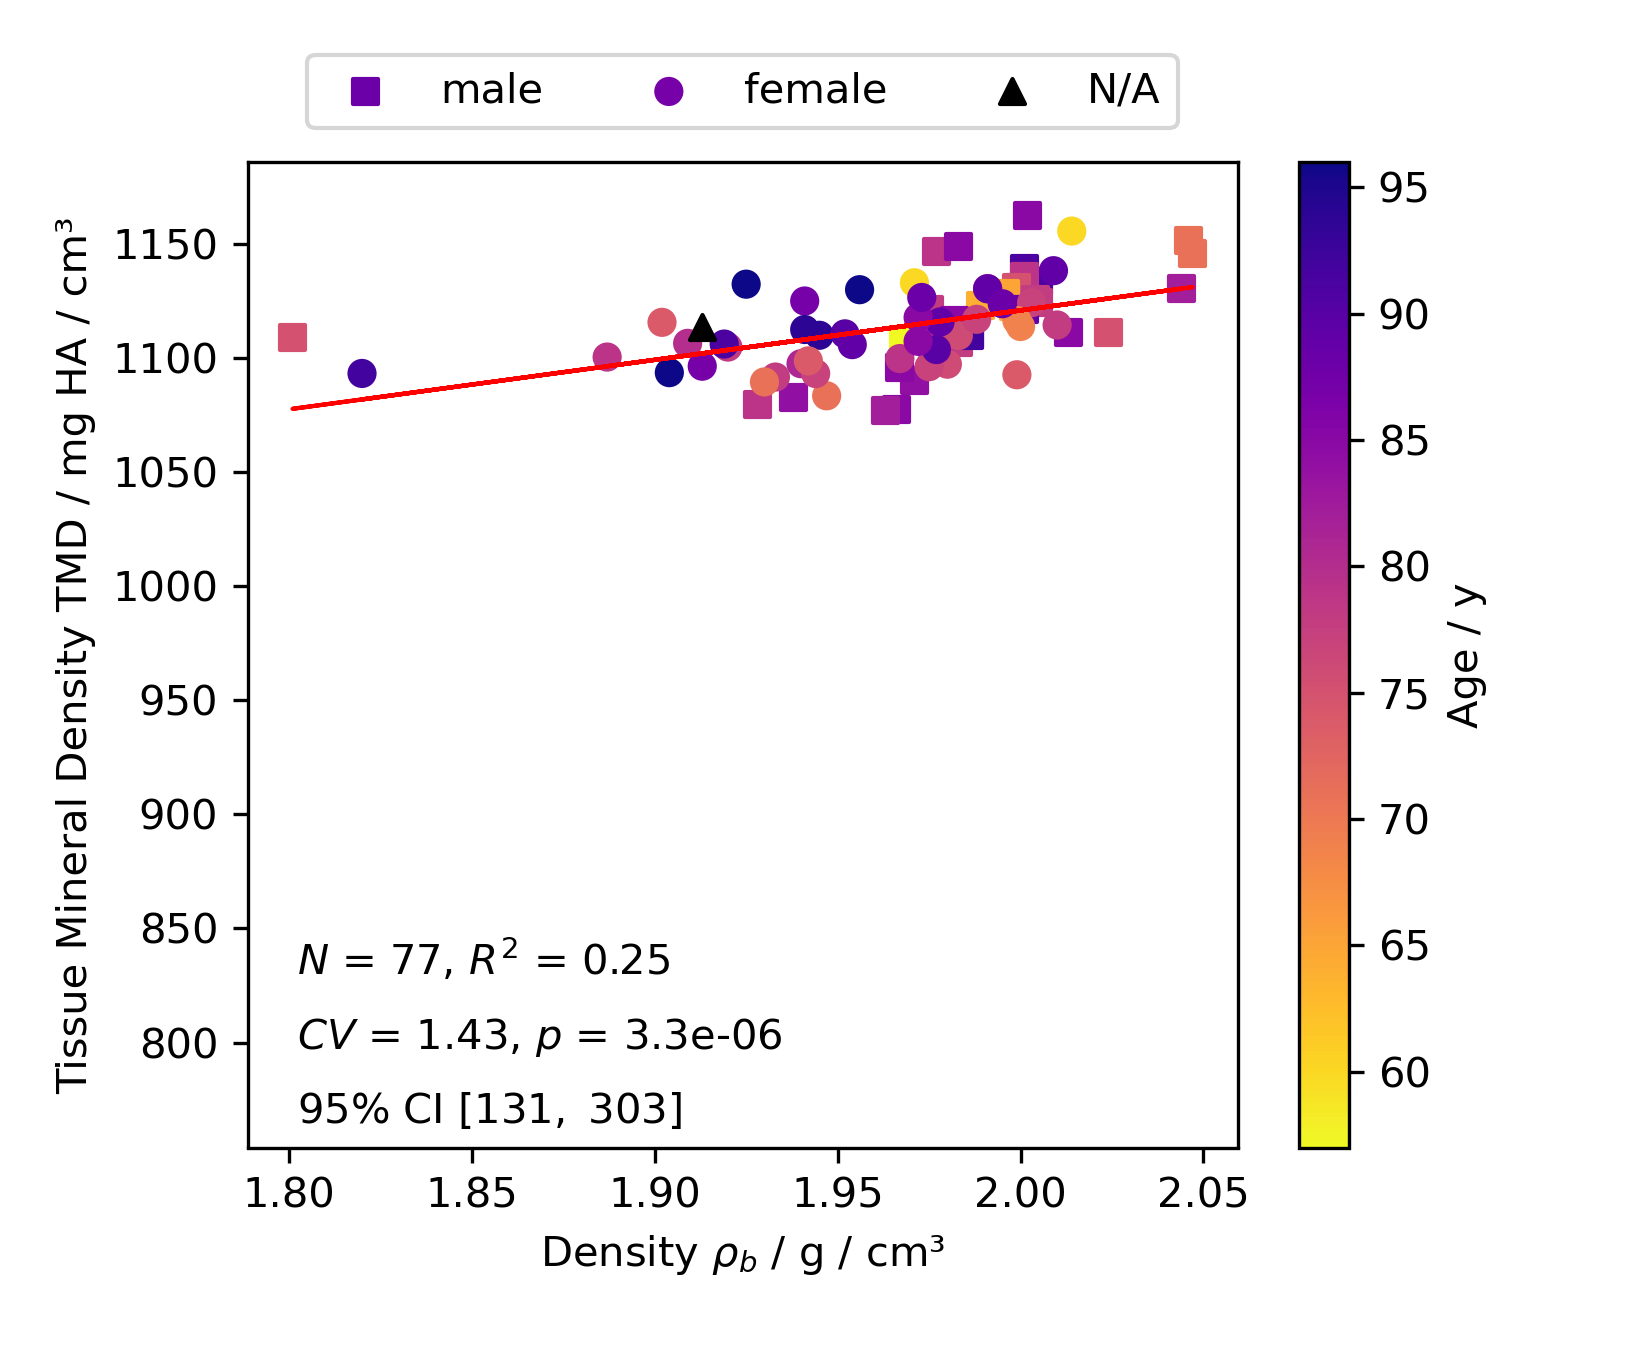 male female N/A
Tissue Mineral Density TMD / mg HA / cm³
1150
1100
1050
1000
950
900
850
800
N = 77, R² = 0.25
CV = 1.43, p = 3.3e-06
95% CI [131, 303]
1.80 1.85 1.90 1.95 2.00 2.05
Density ρ_b / g / cm³
95
90
85
80
75
70
65
60
Age / y